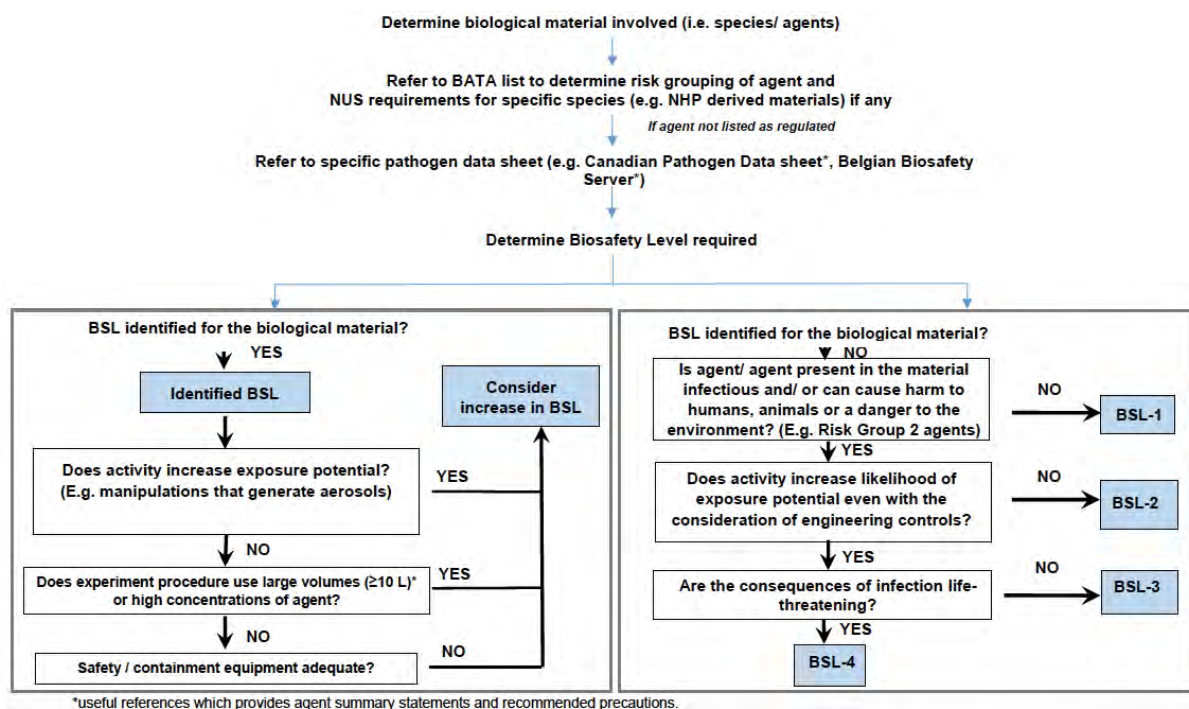 Determine biological material involved (i.e. species/ agents)
Refer to BATA list to determine risk grouping of agent and
NUS requirements for specific species (e.g. NHP derived materials) if any
If agent not listed as regulated
Refer to specific pathogen data sheet (e.g. Canadian Pathogen Data sheet*, Belgian Biosafety
Server*)
Determine Biosafety Level required
BSL identified for the biological material?
YES
Identified BSL
Consider
increase in BSL
Does activity increase exposure potential?
(E.g. manipulations that generate aerosols)
YES
NO
Does experiment procedure use large volumes (≥10 L)*
or high concentrations of agent?
YES
NO
Safety / containment equipment adequate?
NO
BSL identified for the biological material?
NO
Is agent/ agent present in the material
infectious and/ or can cause harm to
humans, animals or a danger to the
environment? (E.g. Risk Group 2 agents)
NO
BSL-1
YES
Does activity increase likelihood of
exposure potential even with the
consideration of engineering controls?
NO
BSL-2
YES
Are the consequences of infection life-
threatening?
NO
BSL-3
YES
BSL-4
*useful references which provides agent summary statements and recommended precautions.